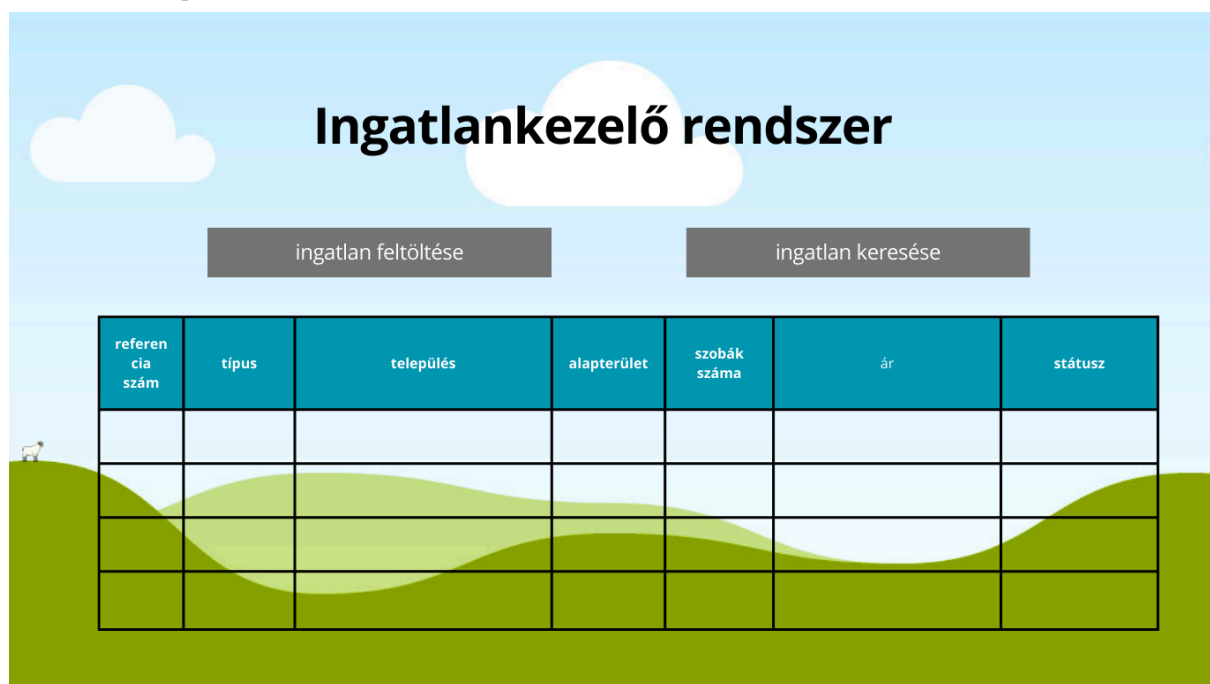 Ingatlankezelő rendszer
ingatlan feltöltése
ingatlan keresése
referen
cia
szám
típus
település
alapterület
szobák
száma
ár
státusz